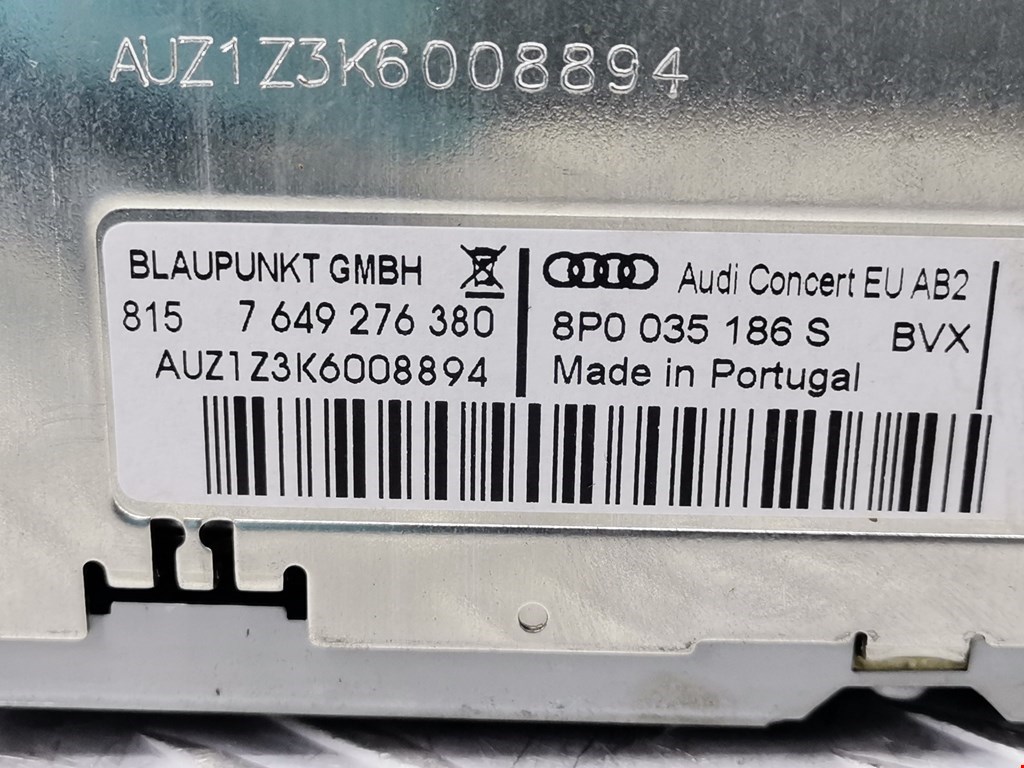 AUZ1Z3K6008894
BLAUPUNKT GMBH
815 7 649 276 380
AUZ1Z3K6008894
Audi Concert EU AB2
8P0 035 186 S BVX
Made in Portugal